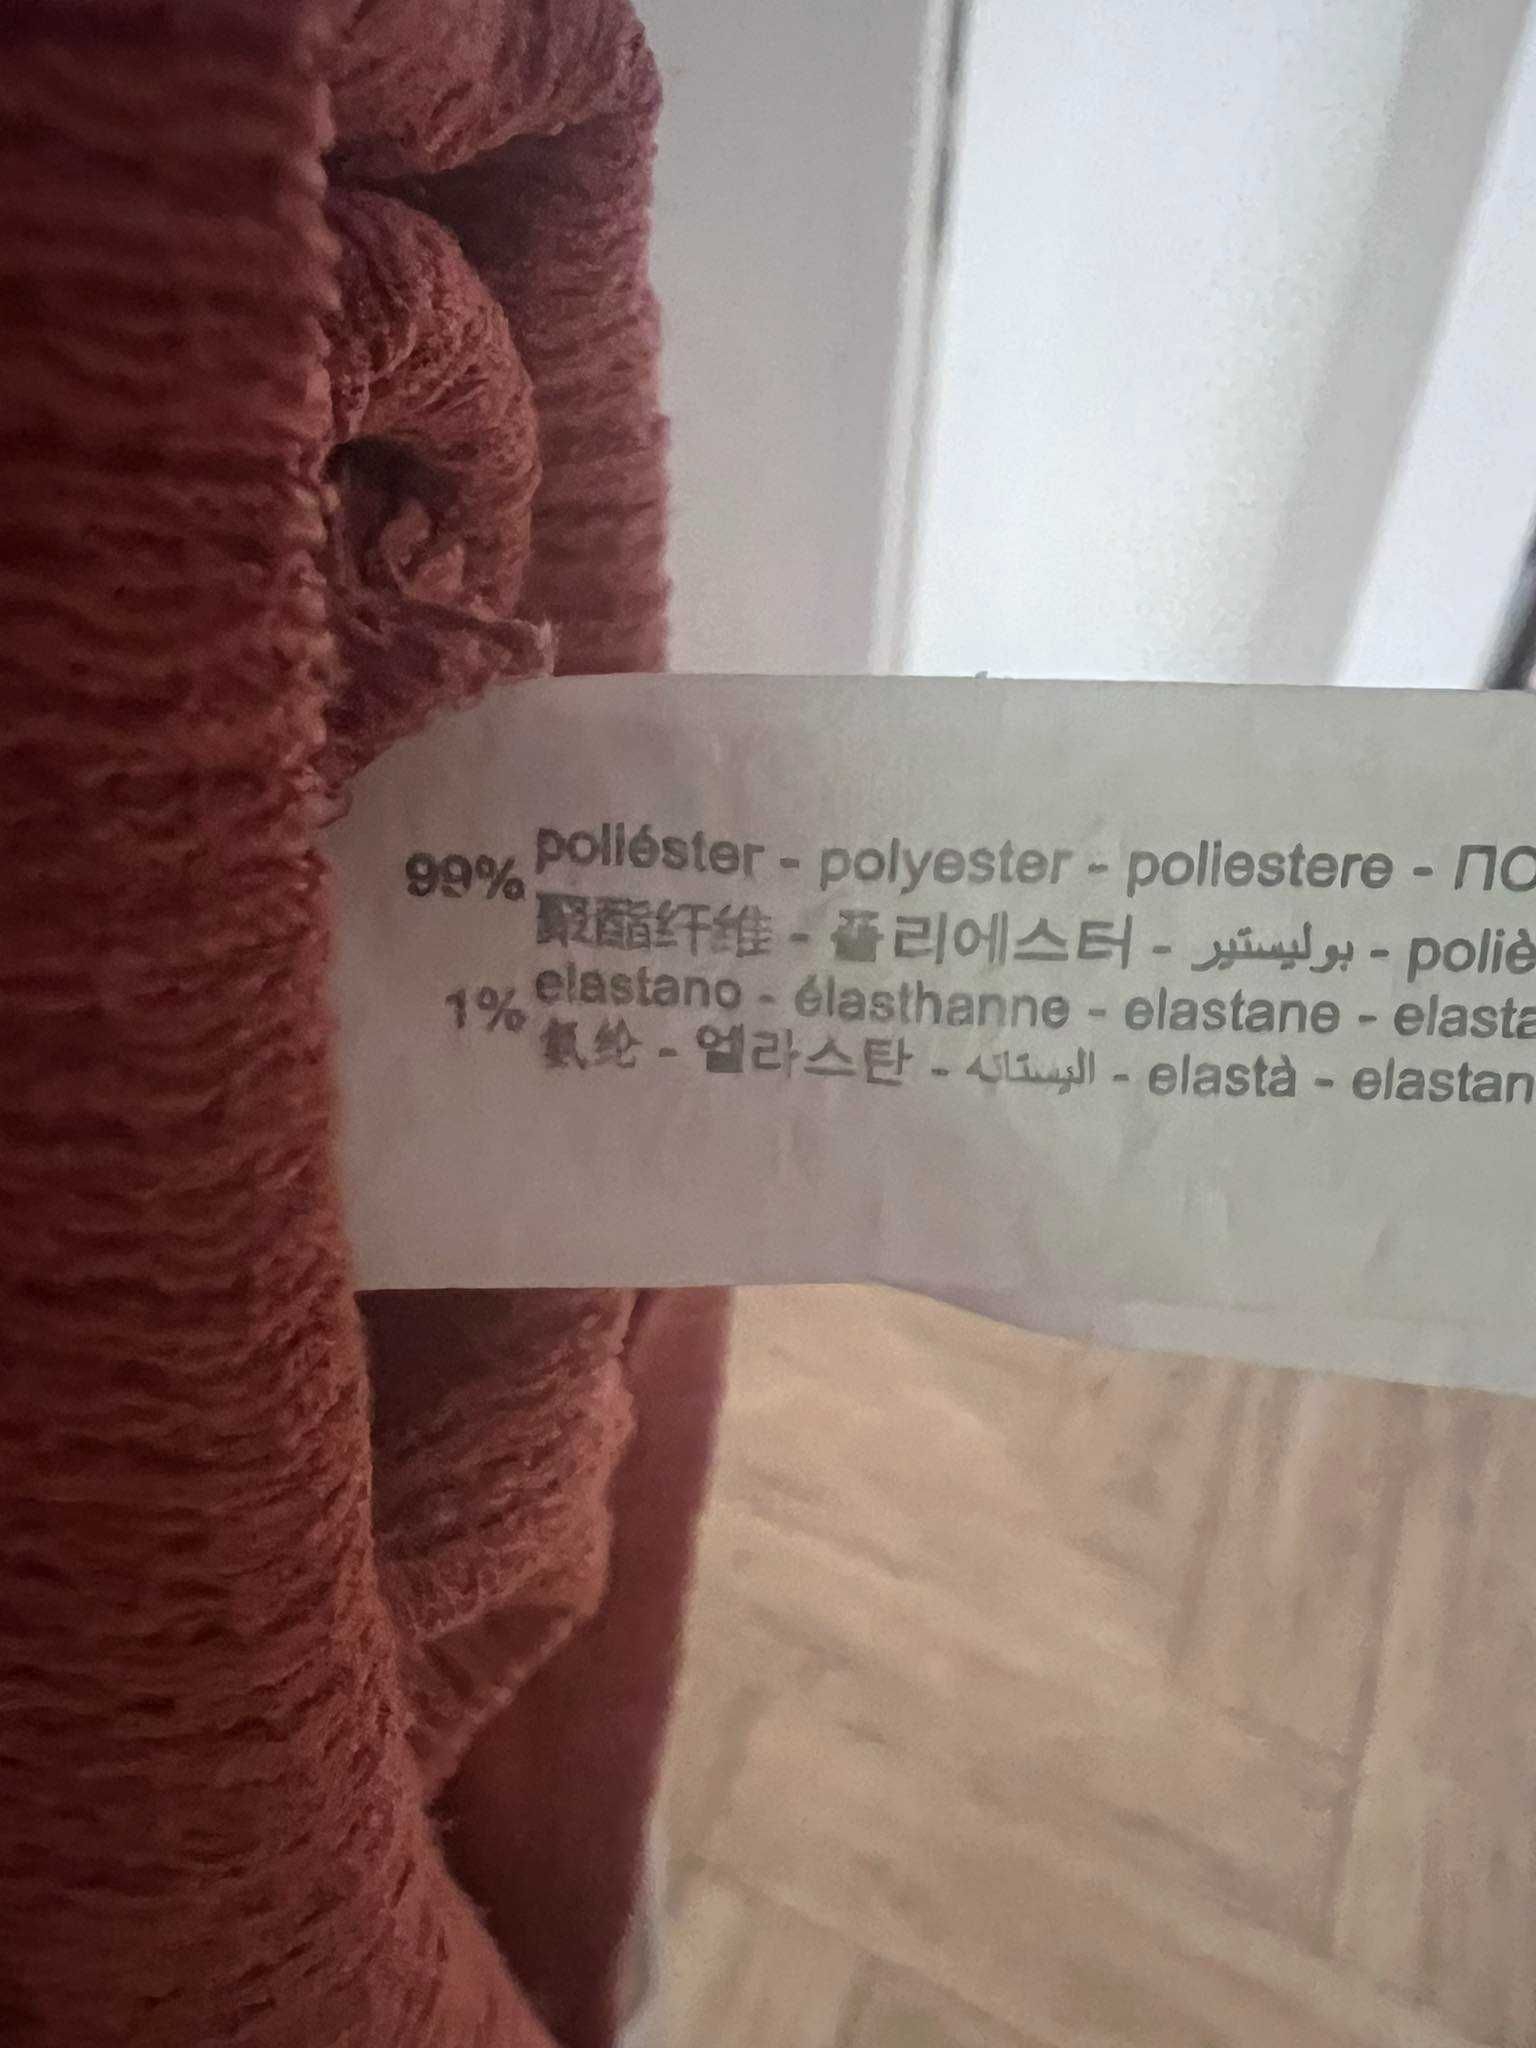 99% poliéster - polyester - poliestere - ПО
聚酯纤维 - 폴리에스터 - بوليستير - poliè
1% elastano - élasthanne - elastane - elasta
氨纶 - 엘라스탄 - اليستانه - elastà - elastan